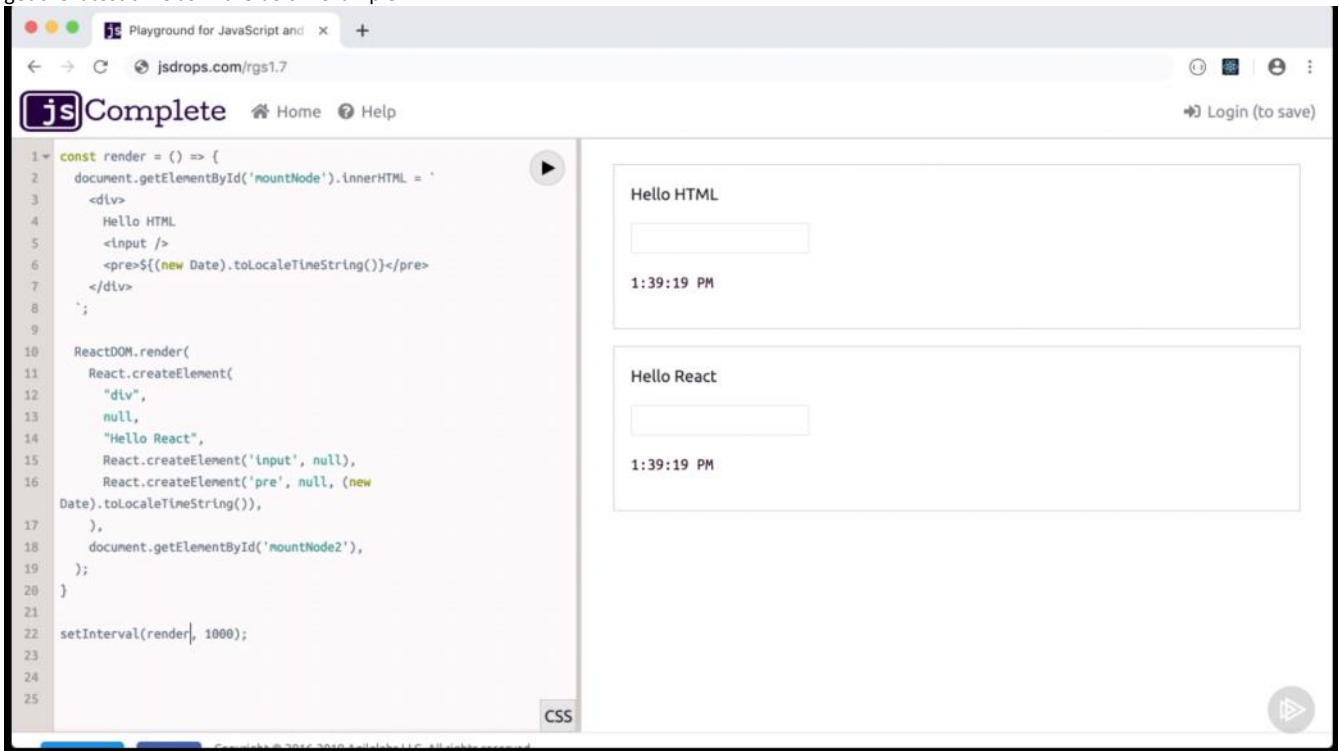 Playground for JavaScript and
jsdrops.com/rgs1.7
jsComplete Home Help Login (to save)
1 const render = () => {
2 document.getElementById('mountNode').innerHTML = `
3 <div>
4 Hello HTML
5 <input />
6 <pre>${(new Date).toLocaleTimeString()}</pre>
7 </div>
8 `;
9
10 ReactDOM.render(
11 React.createElement(
12 "div",
13 null,
14 "Hello React",
15 React.createElement('input', null),
16 React.createElement('pre', null, (new
Date).toLocaleTimeString()),
17 ),
18 document.getElementById('mountNode2'),
19 );
20 }
21
22 setInterval(render, 1000);
23
24
25
CSS
Hello HTML
1:39:19 PM
Hello React
1:39:19 PM